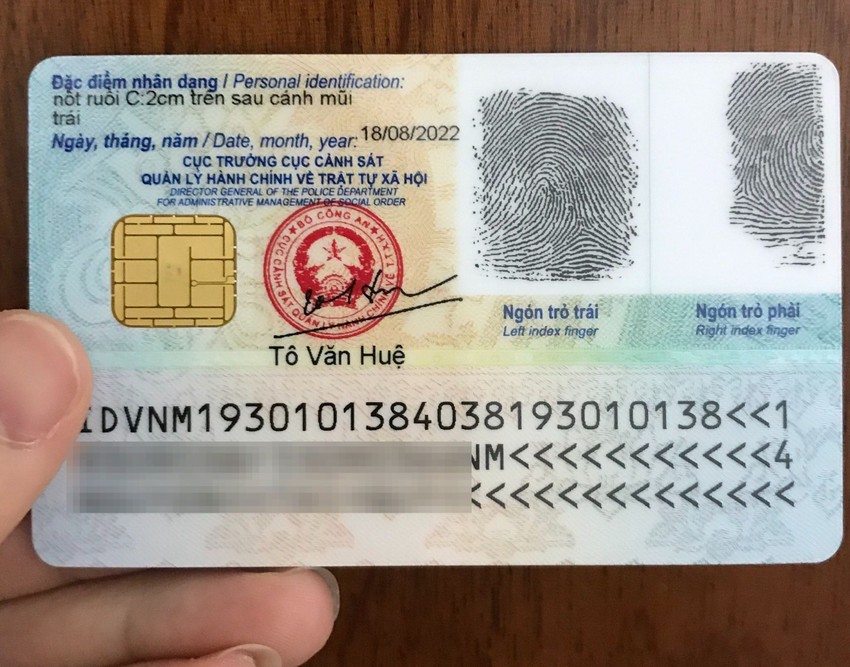 Đặc điểm nhân dạng / Personal identification:
nốt ruồi C:2cm trên sau cánh mũi
trái
Ngày, tháng, năm / Date, month, year: 18/08/2022
CỤC TRƯỞNG CỤC CẢNH SÁT
QUẢN LÝ HÀNH CHÍNH VỀ TRẬT TỰ XÃ HỘI
DIRECTOR GENERAL OF THE POLICE DEPARTMENT
FOR ADMINISTRATIVE MANAGEMENT OF SOCIAL ORDER
BỘ CÔNG AN
CỤC CẢNH SÁT QUẢN LÝ HÀNH CHÍNH VỀ TTXH
Tô Văn Huệ
Ngón trỏ trái
Left index finger
Ngón trỏ phải
Right index finger
IDVNM1930101384038193010138<<1
NM<<<<<<<<<<<4
<<<<<<<<<<<<<<